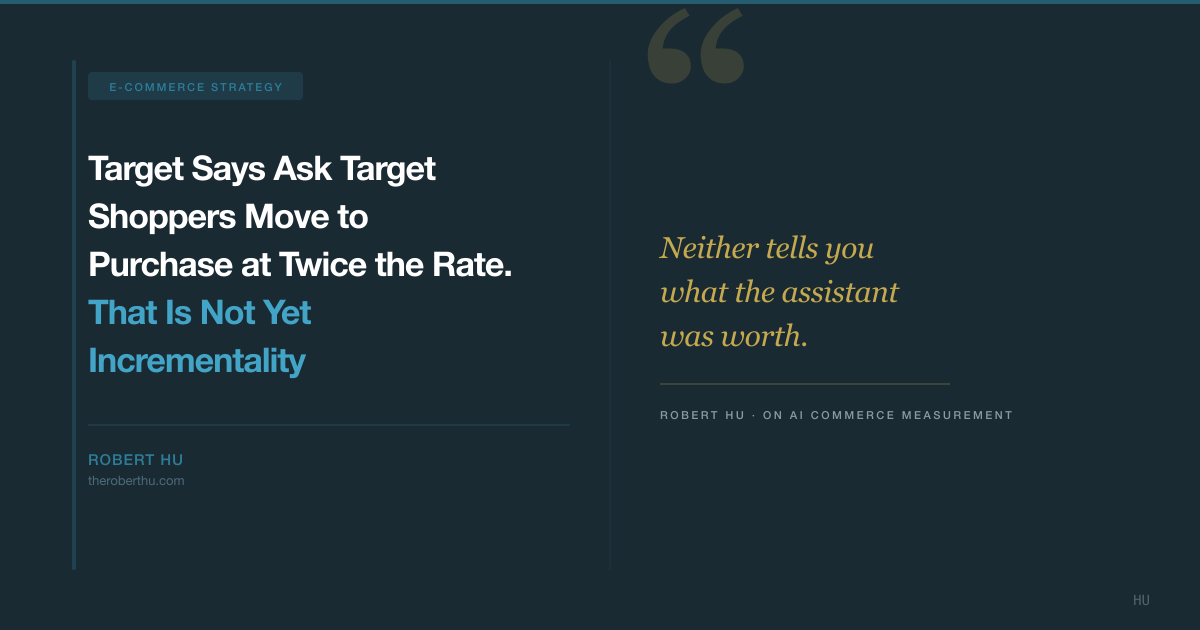 E-COMMERCE STRATEGY
Target Says Ask Target
Shoppers Move to
Purchase at Twice the Rate.
That Is Not Yet
Incrementality
ROBERT HU
theroberthu.com
“
Neither tells you
what the assistant
was worth.
ROBERT HU · ON AI COMMERCE MEASUREMENT
HU